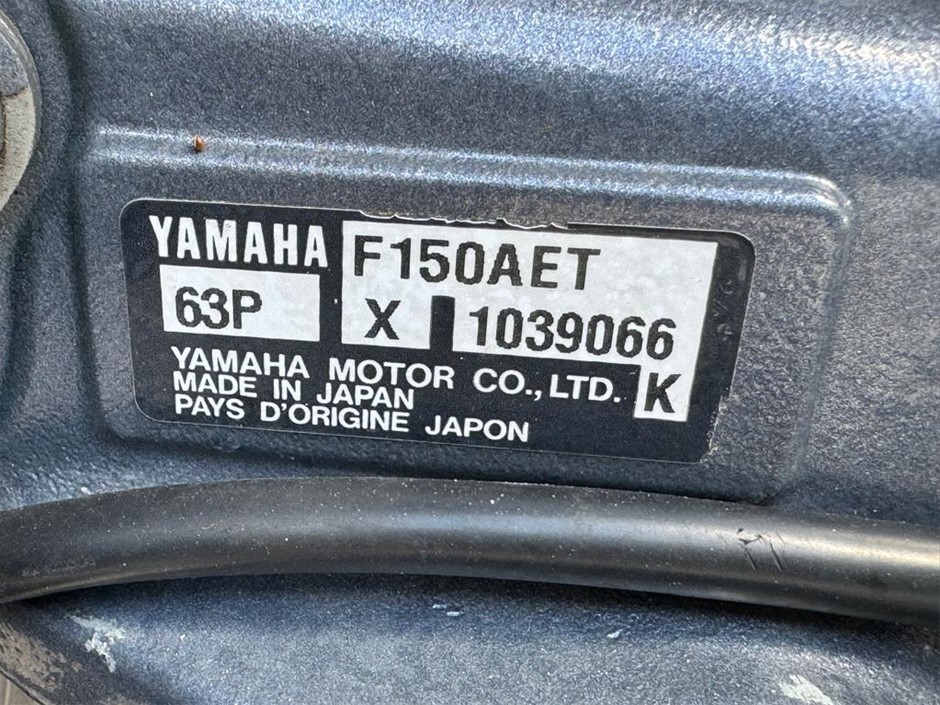 YAMAHA F150AET
63P X 1039066
YAMAHA MOTOR CO., LTD. K
MADE IN JAPAN
PAYS D'ORIGINE JAPON